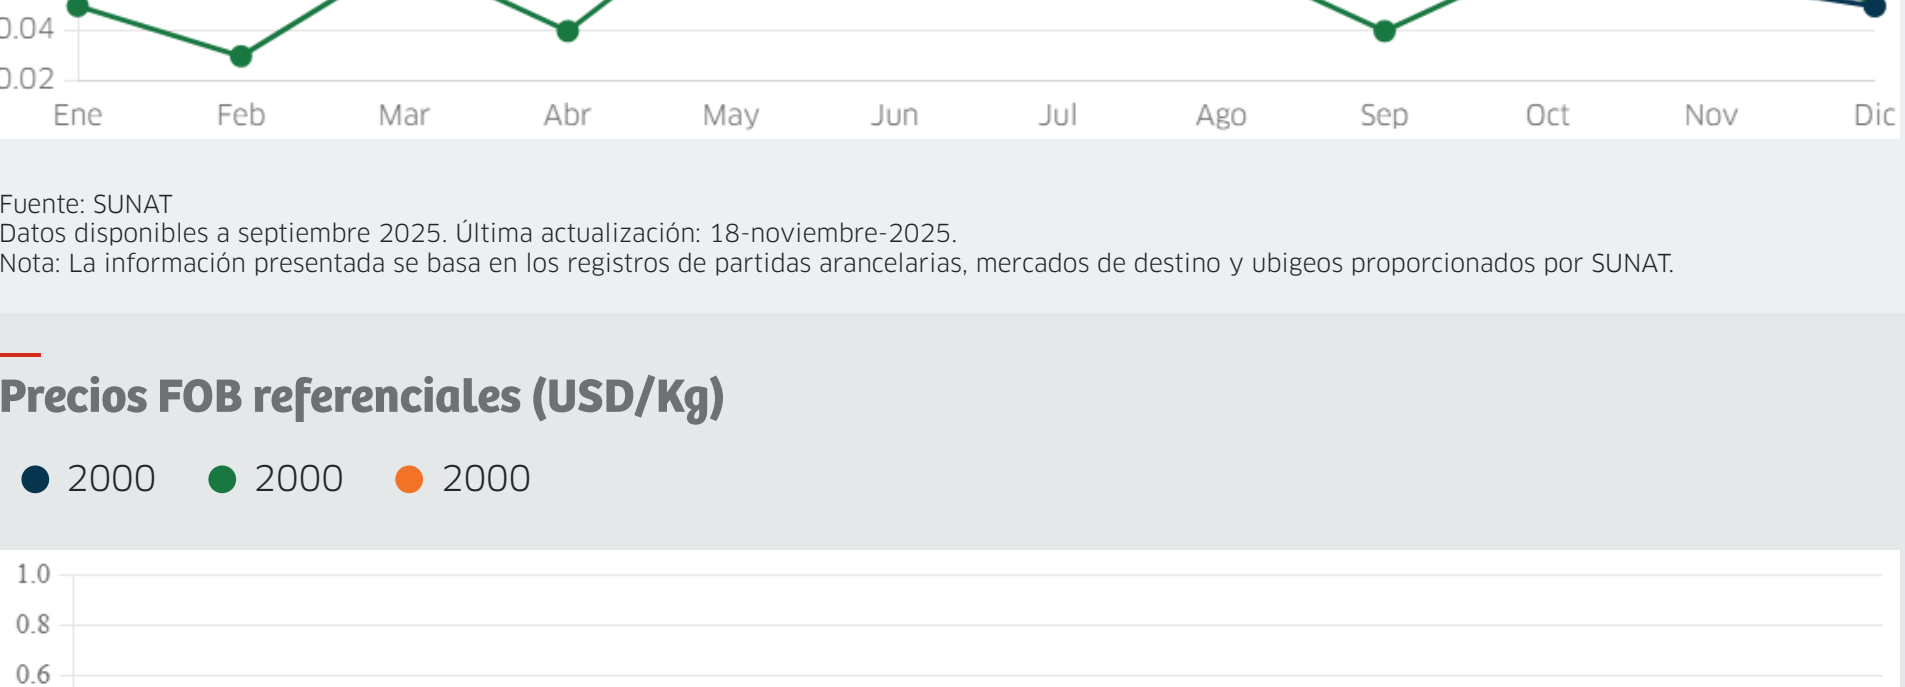 0.04
0.02
Ene Feb Mar Abr May Jun Jul Ago Sep Oct Nov Dic
Fuente: SUNAT
Datos disponibles a septiembre 2025. Última actualización: 18-noviembre-2025.
Nota: La información presentada se basa en los registros de partidas arancelarias, mercados de destino y ubigeos proporcionados por SUNAT.
Precios FOB referenciales (USD/Kg)
2000 2000 2000
1.0
0.8
0.6